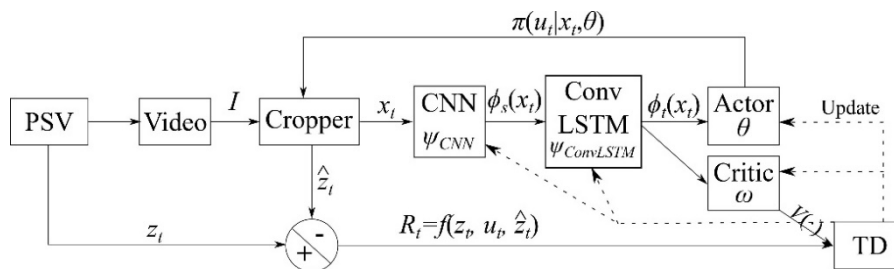 π(u_t|x_t,θ)
PSV
Video
I
Cropper
x_t
CNN
ψ_CNN
ϕ_s(x_t)
Conv
LSTM
ψ_ConvLSTM
ϕ_t(x_t)
Actor
θ
Update
Critic
ω
ẑ_t
z_t
+
-
R_t=f(z_t, u_t, ẑ_t)
V(·)
TD